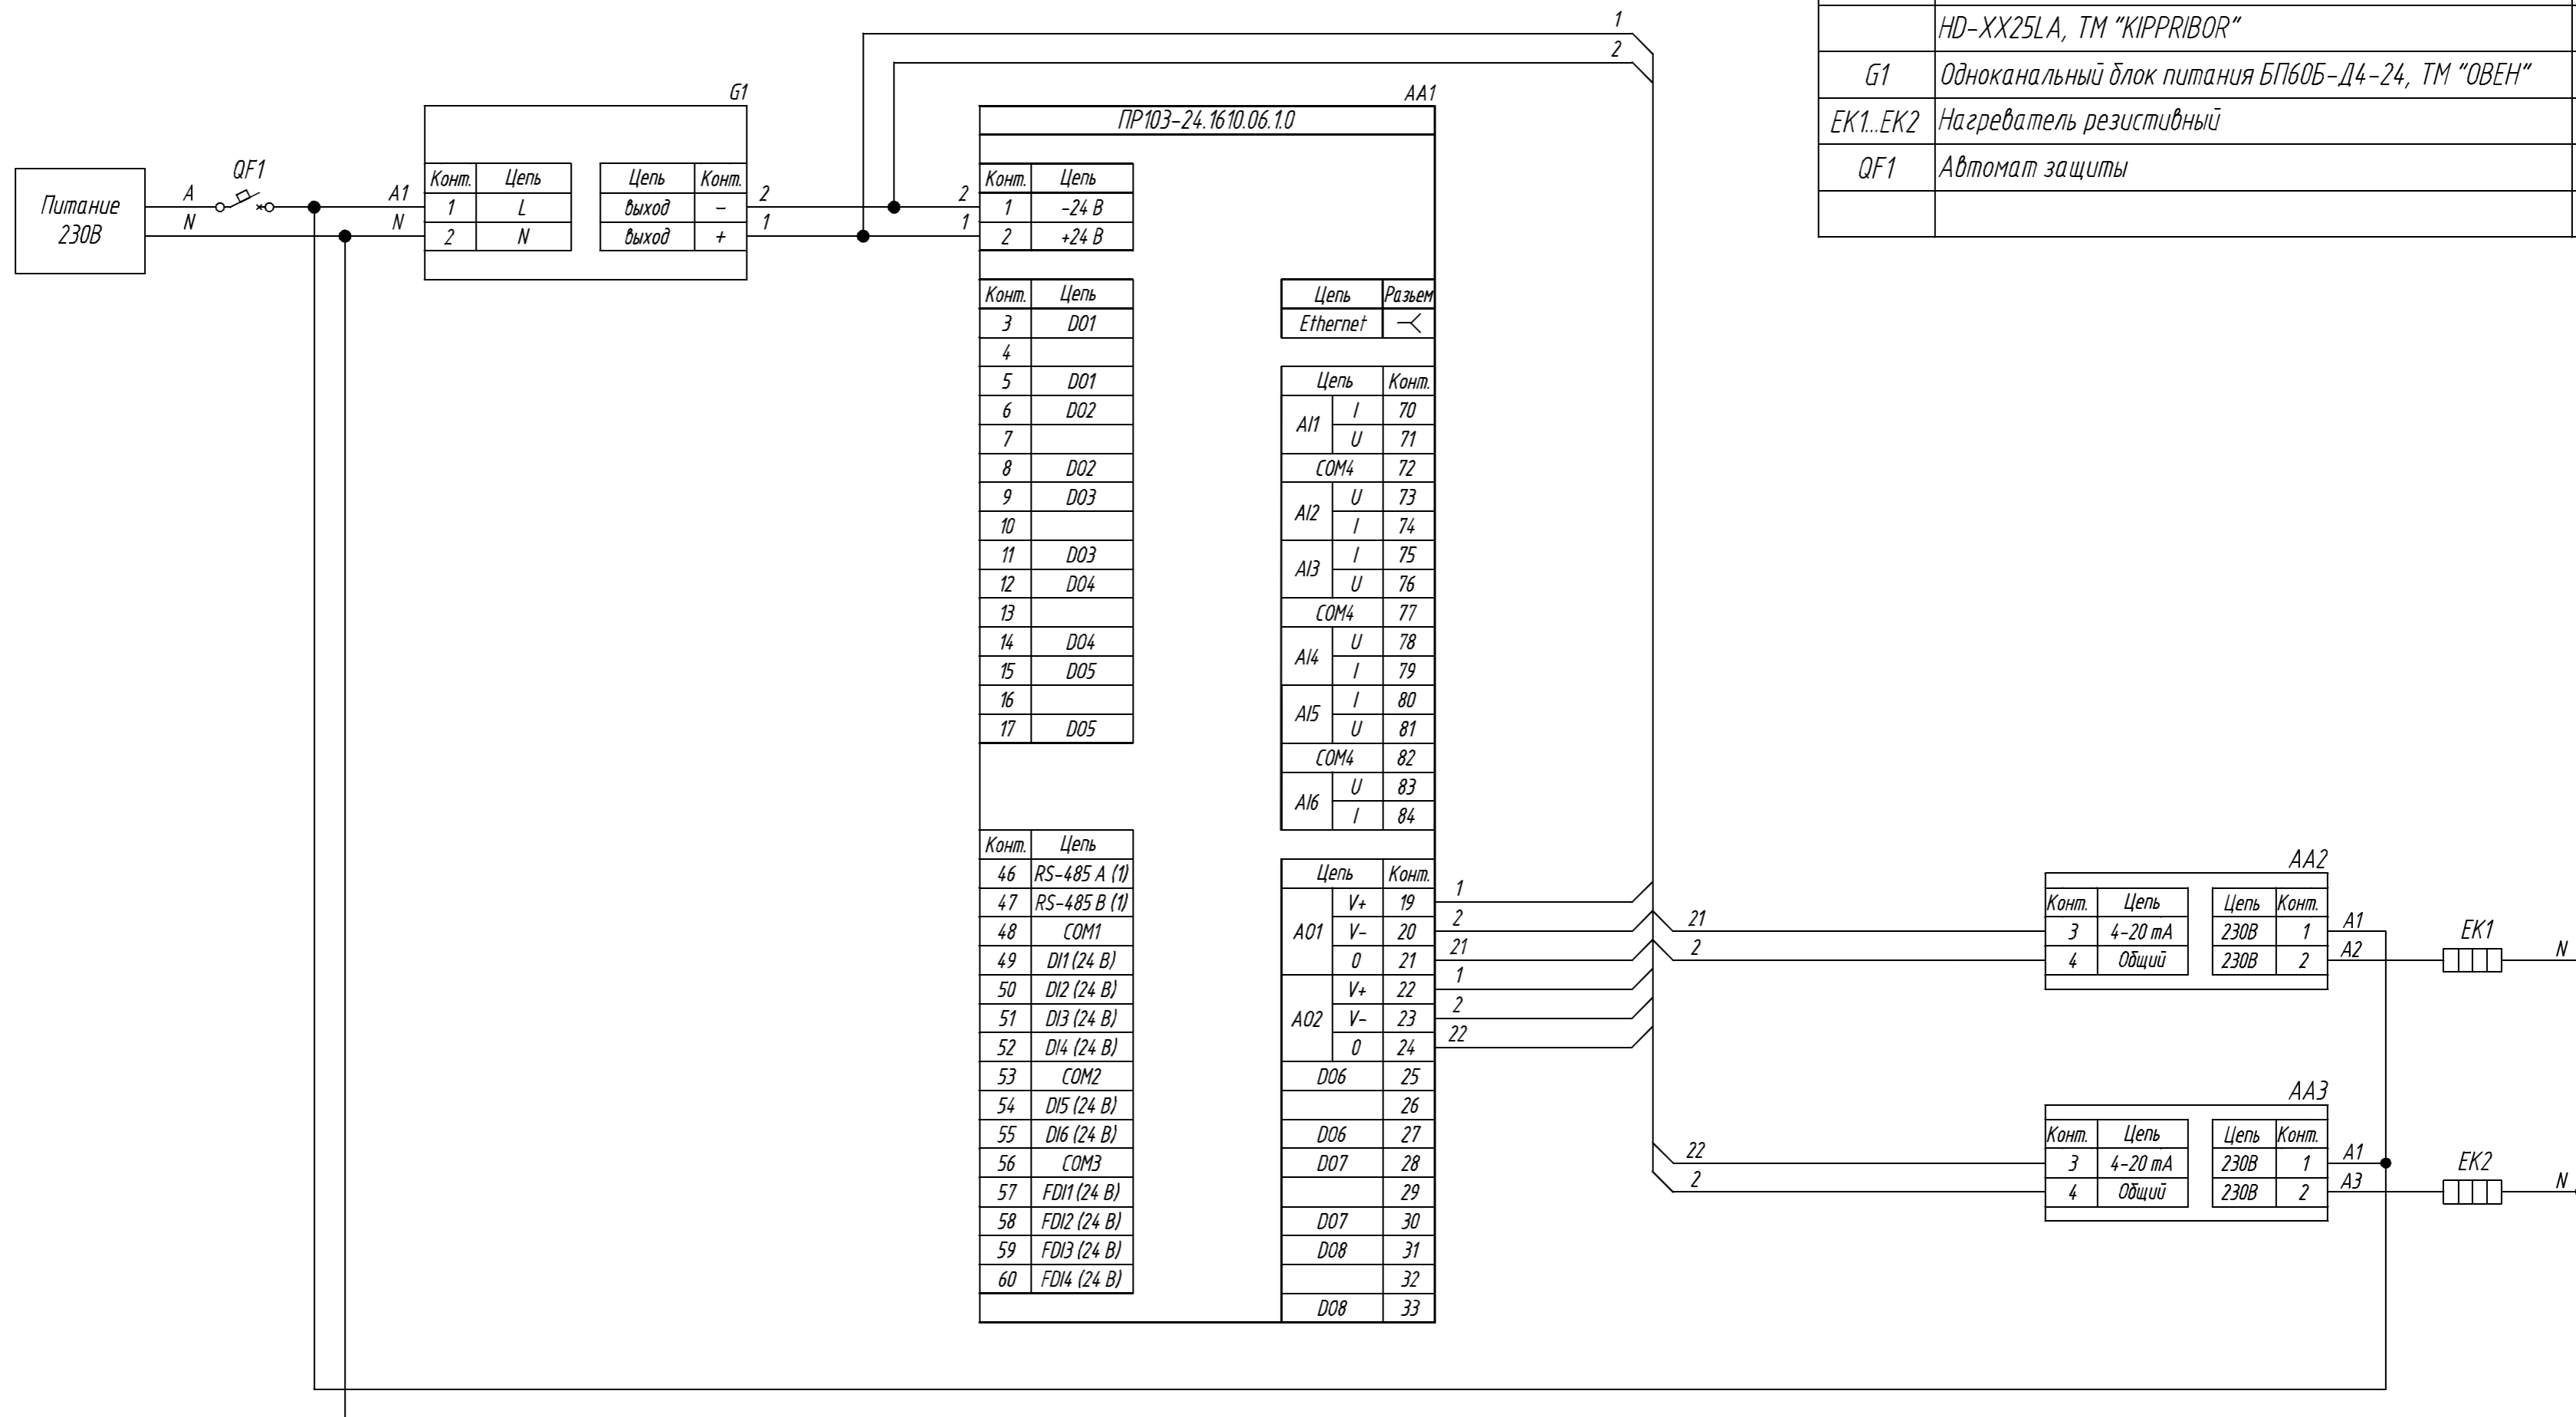 HD-XX25LA, ТМ "KIPPRIBOR"
G1 Одноканальный блок питания БП60Б-Д4-24, ТМ "ОВЕН"
EK1...EK2 Нагреватель резистивный
QF1 Автомат защиты
1
2
Питание
230В
A
QF1
N
A1
N
G1
Конт. Цепь
1 L
2 N
Цепь Конт.
выход -
выход +
2
1
2
1
AA1
ПР103-24.1610.06.1.0
Конт. Цепь
1 -24 В
2 +24 В
Конт. Цепь
3 DO1
4
5 DO1
6 DO2
7
8 DO2
9 DO3
10
11 DO3
12 DO4
13
14 DO4
15 DO5
16
17 DO5
Конт. Цепь
46 RS-485 A (1)
47 RS-485 B (1)
48 COM1
49 DI1 (24 В)
50 DI2 (24 В)
51 DI3 (24 В)
52 DI4 (24 В)
53 COM2
54 DI5 (24 В)
55 DI6 (24 В)
56 COM3
57 FDI1 (24 В)
58 FDI2 (24 В)
59 FDI3 (24 В)
60 FDI4 (24 В)
Цепь Разьем
Ethernet
Цепь Конт.
AI1 I 70
U 71
COM4 72
AI2 U 73
I 74
AI3 I 75
U 76
COM4 77
AI4 U 78
I 79
AI5 I 80
U 81
COM4 82
AI6 U 83
I 84
Цепь Конт.
AO1 V+ 19
V- 20
0 21
AO2 V+ 22
V- 23
0 24
DO6 25
26
DO6 27
DO7 28
29
DO7 30
DO8 31
32
DO8 33
1
2
21
1
2
22
21
2
22
2
AA2
Конт. Цепь
3 4-20 mA
4 Общий
Цепь Конт.
230В 1
230В 2
A1
A2
EK1
N
AA3
Конт. Цепь
3 4-20 mA
4 Общий
Цепь Конт.
230В 1
230В 2
A1
A3
EK2
N